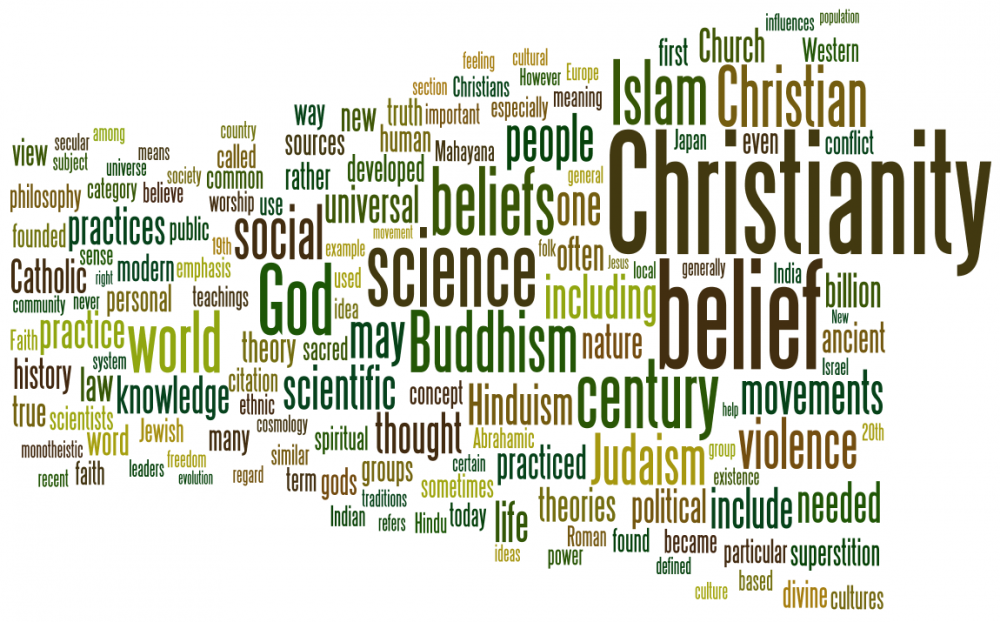 population
influences
Church
Western
first
cultural
feeling
However
Europe
section
Christians
meaning
Islam
Christian
especially
important
truth
new
way
people
Japan
even
conflict
Christianity
human
sources
Mahayana
country
called
among
secular
view
subject
means
universe
society
common
rather
developed
general
beliefs
one
philosophy
category
believe
worship
use
universal
practices
public
social
founded
19th
example
movement
folk
often
Jesus
sense
modern
emphasis
Catholic
right
science
local
generally
India
belief
billion
New
God
used
idea
including
community
never
personal
teachings
Faith
practice
world
theory
sacred
may
Buddhism
nature
ancient
Israel
system
history
law
knowledge
citation
ethnic
scientific
concept
Hinduism
century
help
movements
true
scientists
cosmology
monotheistic
word
Jewish
many
spiritual
thought
Abrahamic
Judaism
group
violence
20th
recent
faith
leaders
freedom
evolution
regard
similar
term
gods
groups
certain
practiced
existence
sometimes
traditions
Indian
refers
Hindu
today
life
theories
political
include
needed
ideas
Roman
power
found
became
particular
superstition
defined
culture
based
divine
cultures